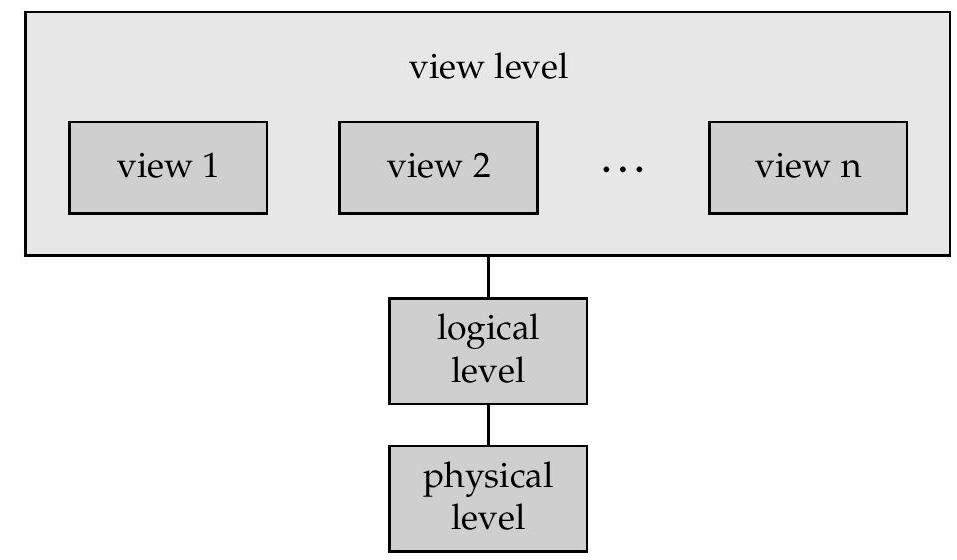 view level
view 1
view 2
...
view n
logical
level
physical
level